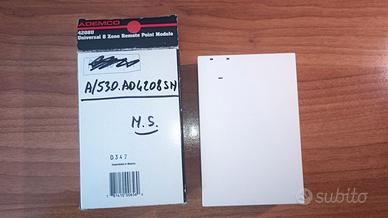 ADEMCO
4208U
Universal 8 Zone Remote Point Module
A/530.AD4208SN
N.S.
D347
subito